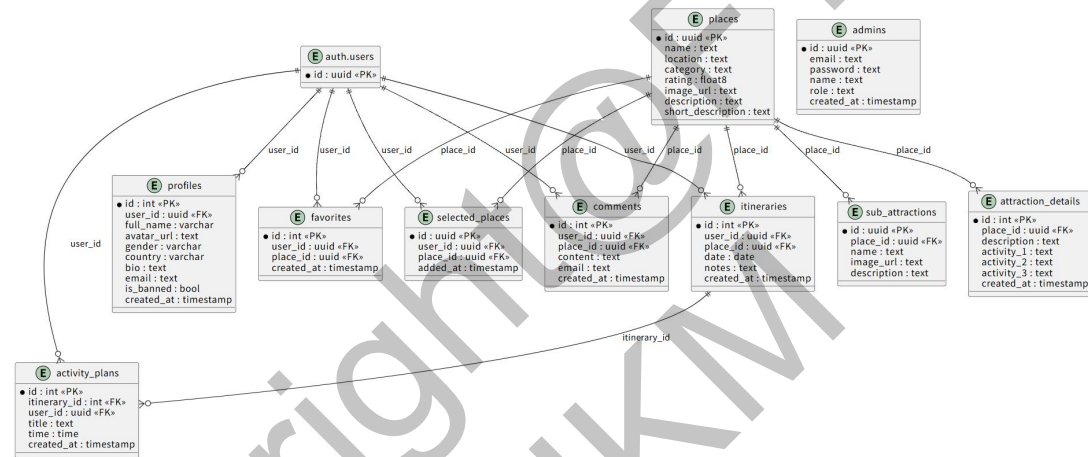 E places
● id : uuid «PK»
name : text
location : text
category : text
rating : float8
image_url : text
description : text
short_description : text
E admins
● id : uuid «PK»
email : text
password : text
name : text
role : text
created_at : timestamp
E auth.users
● id : uuid «PK»
user_id
user_id
user_id
place_id
user_id
place_id
user_id
place_id
place_id
place_id
place_id
E profiles
● id : int «PK»
user_id : uuid «FK»
full_name : varchar
avatar_url : text
gender : varchar
country : varchar
bio : text
email : text
is_banned : bool
created_at : timestamp
E favorites
● id : int «PK»
user_id : uuid «FK»
place_id : uuid «FK»
created_at : timestamp
E selected_places
● id : uuid «PK»
user_id : uuid «FK»
place_id : uuid «FK»
added_at : timestamp
E comments
● id : int «PK»
user_id : uuid «FK»
place_id : uuid «FK»
content : text
email : text
created_at : timestamp
E itineraries
● id : int «PK»
user_id : uuid «FK»
place_id : uuid «FK»
date : date
notes : text
created_at : timestamp
E sub_attractions
● id : uuid «PK»
place_id : uuid «FK»
name : text
image_url : text
description : text
E attraction_details
● id : int «PK»
place_id : uuid «FK»
description : text
activity_1 : text
activity_2 : text
activity_3 : text
created_at : timestamp
user_id
itinerary_id
E activity_plans
● id : int «PK»
itinerary_id : int «FK»
user_id : uuid «FK»
title : text
time : time
created_at : timestamp